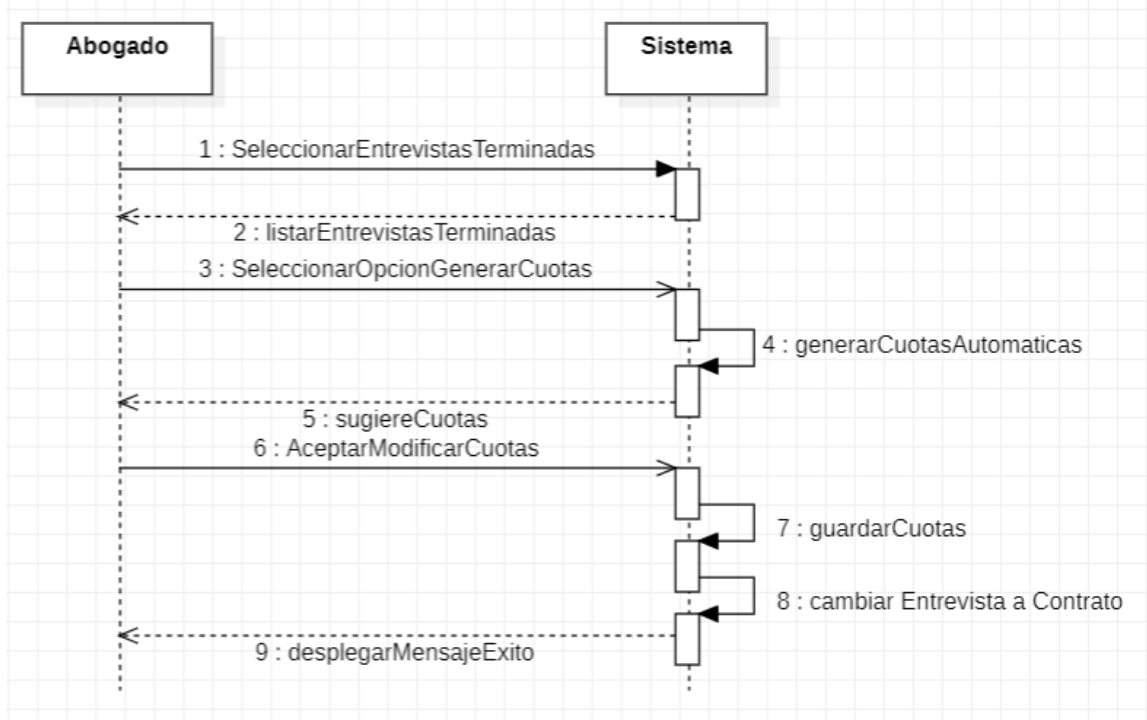 Abogado
Sistema
1 : SeleccionarEntrevistasTerminadas
2 : listarEntrevistasTerminadas
3 : SeleccionarOpcionGenerarCuotas
4 : generarCuotasAutomaticas
5 : sugiereCuotas
6 : AceptarModificarCuotas
7 : guardarCuotas
8 : cambiar Entrevista a Contrato
9 : desplegarMensajeExito